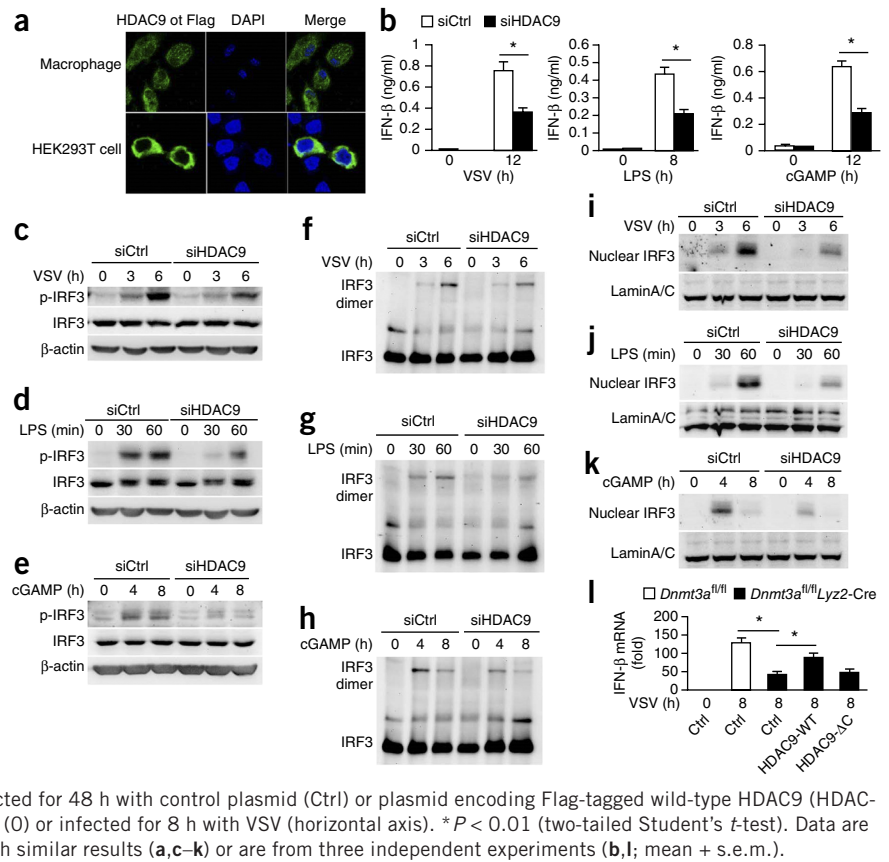 a
HDAC9 ot Flag DAPI Merge
Macrophage
HEK293T cell
b
siCtrl siHDAC9
IFN-β (ng/ml)
1
0.8
0.6
0.4
0.2
0
0 12
VSV (h)
*
IFN-β (ng/ml)
0.6
0.5
0.4
0.3
0.2
0.1
0
0 8
LPS (h)
*
IFN-β (ng/ml)
0.8
0.6
0.4
0.2
0
0 12
cGAMP (h)
*
c
siCtrl siHDAC9
VSV (h) 0 3 6 0 3 6
p-IRF3
IRF3
β-actin
d
siCtrl siHDAC9
LPS (min) 0 30 60 0 30 60
p-IRF3
IRF3
β-actin
e
siCtrl siHDAC9
cGAMP (h) 0 4 8 0 4 8
p-IRF3
IRF3
β-actin
f
siCtrl siHDAC9
VSV (h) 0 3 6 0 3 6
IRF3
dimer
IRF3
g
siCtrl siHDAC9
LPS (min) 0 30 60 0 30 60
IRF3
dimer
IRF3
h
siCtrl siHDAC9
cGAMP (h) 0 4 8 0 4 8
IRF3
dimer
IRF3
i
siCtrl siHDAC9
VSV (h) 0 3 6 0 3 6
Nuclear IRF3
LaminA/C
j
siCtrl siHDAC9
LPS (min) 0 30 60 0 30 60
Nuclear IRF3
LaminA/C
k
siCtrl siHDAC9
cGAMP (h) 0 4 8 0 4 8
Nuclear IRF3
LaminA/C
l
Dnmt3afl/fl Dnmt3afl/flLyz2-Cre
IFN-β mRNA
(fold)
200
150
100
50
0
* *
VSV (h) 0 8 8 8 8
Ctrl Ctrl Ctrl HDAC9-WT HDAC9-ΔC
cted for 48 h with control plasmid (Ctrl) or plasmid encoding Flag-tagged wild-type HDAC9 (HDAC-
(0) or infected for 8 h with VSV (horizontal axis). *P < 0.01 (two-tailed Student's t-test). Data are
h similar results (a,c–k) or are from three independent experiments (b,l; mean + s.e.m.).